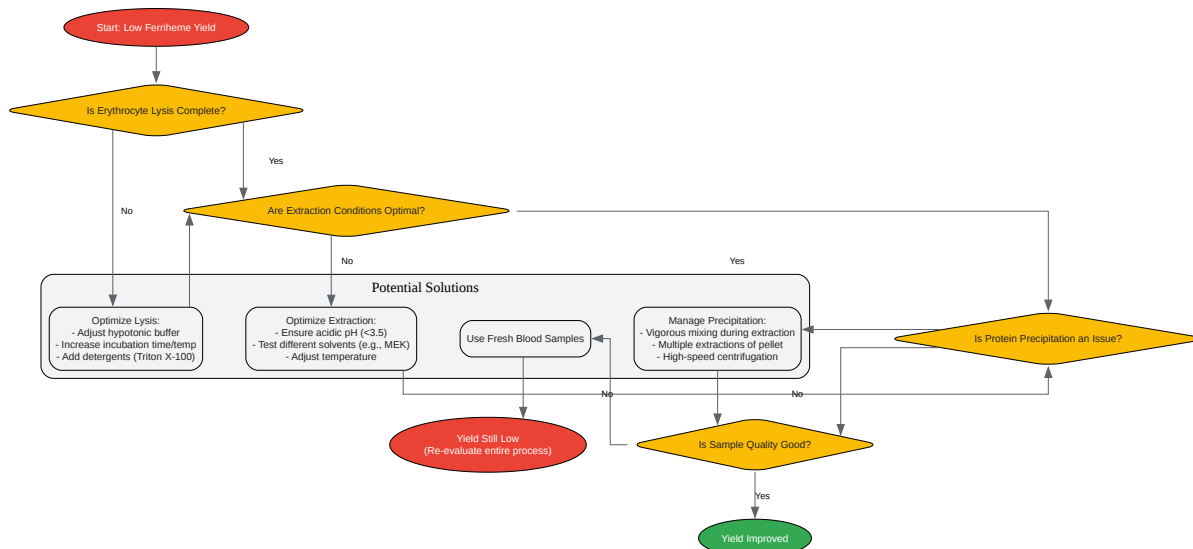 Start: Low Ferriheme Yield
Is Erythrocyte Lysis Complete?
Yes
No
Are Extraction Conditions Optimal?
No
Yes
Potential Solutions
Optimize Lysis:
- Adjust hypotonic buffer
- Increase incubation time/temp
- Add detergents (Triton X-100)
Optimize Extraction:
- Ensure acidic pH (<3.5)
- Test different solvents (e.g., MEK)
- Adjust temperature
Use Fresh Blood Samples
Manage Precipitation:
- Vigorous mixing during extraction
- Multiple extractions of pellet
- High-speed centrifugation
Is Protein Precipitation an Issue?
No
No
Yield Still Low
(Re-evaluate entire process)
Is Sample Quality Good?
Yes
Yield Improved